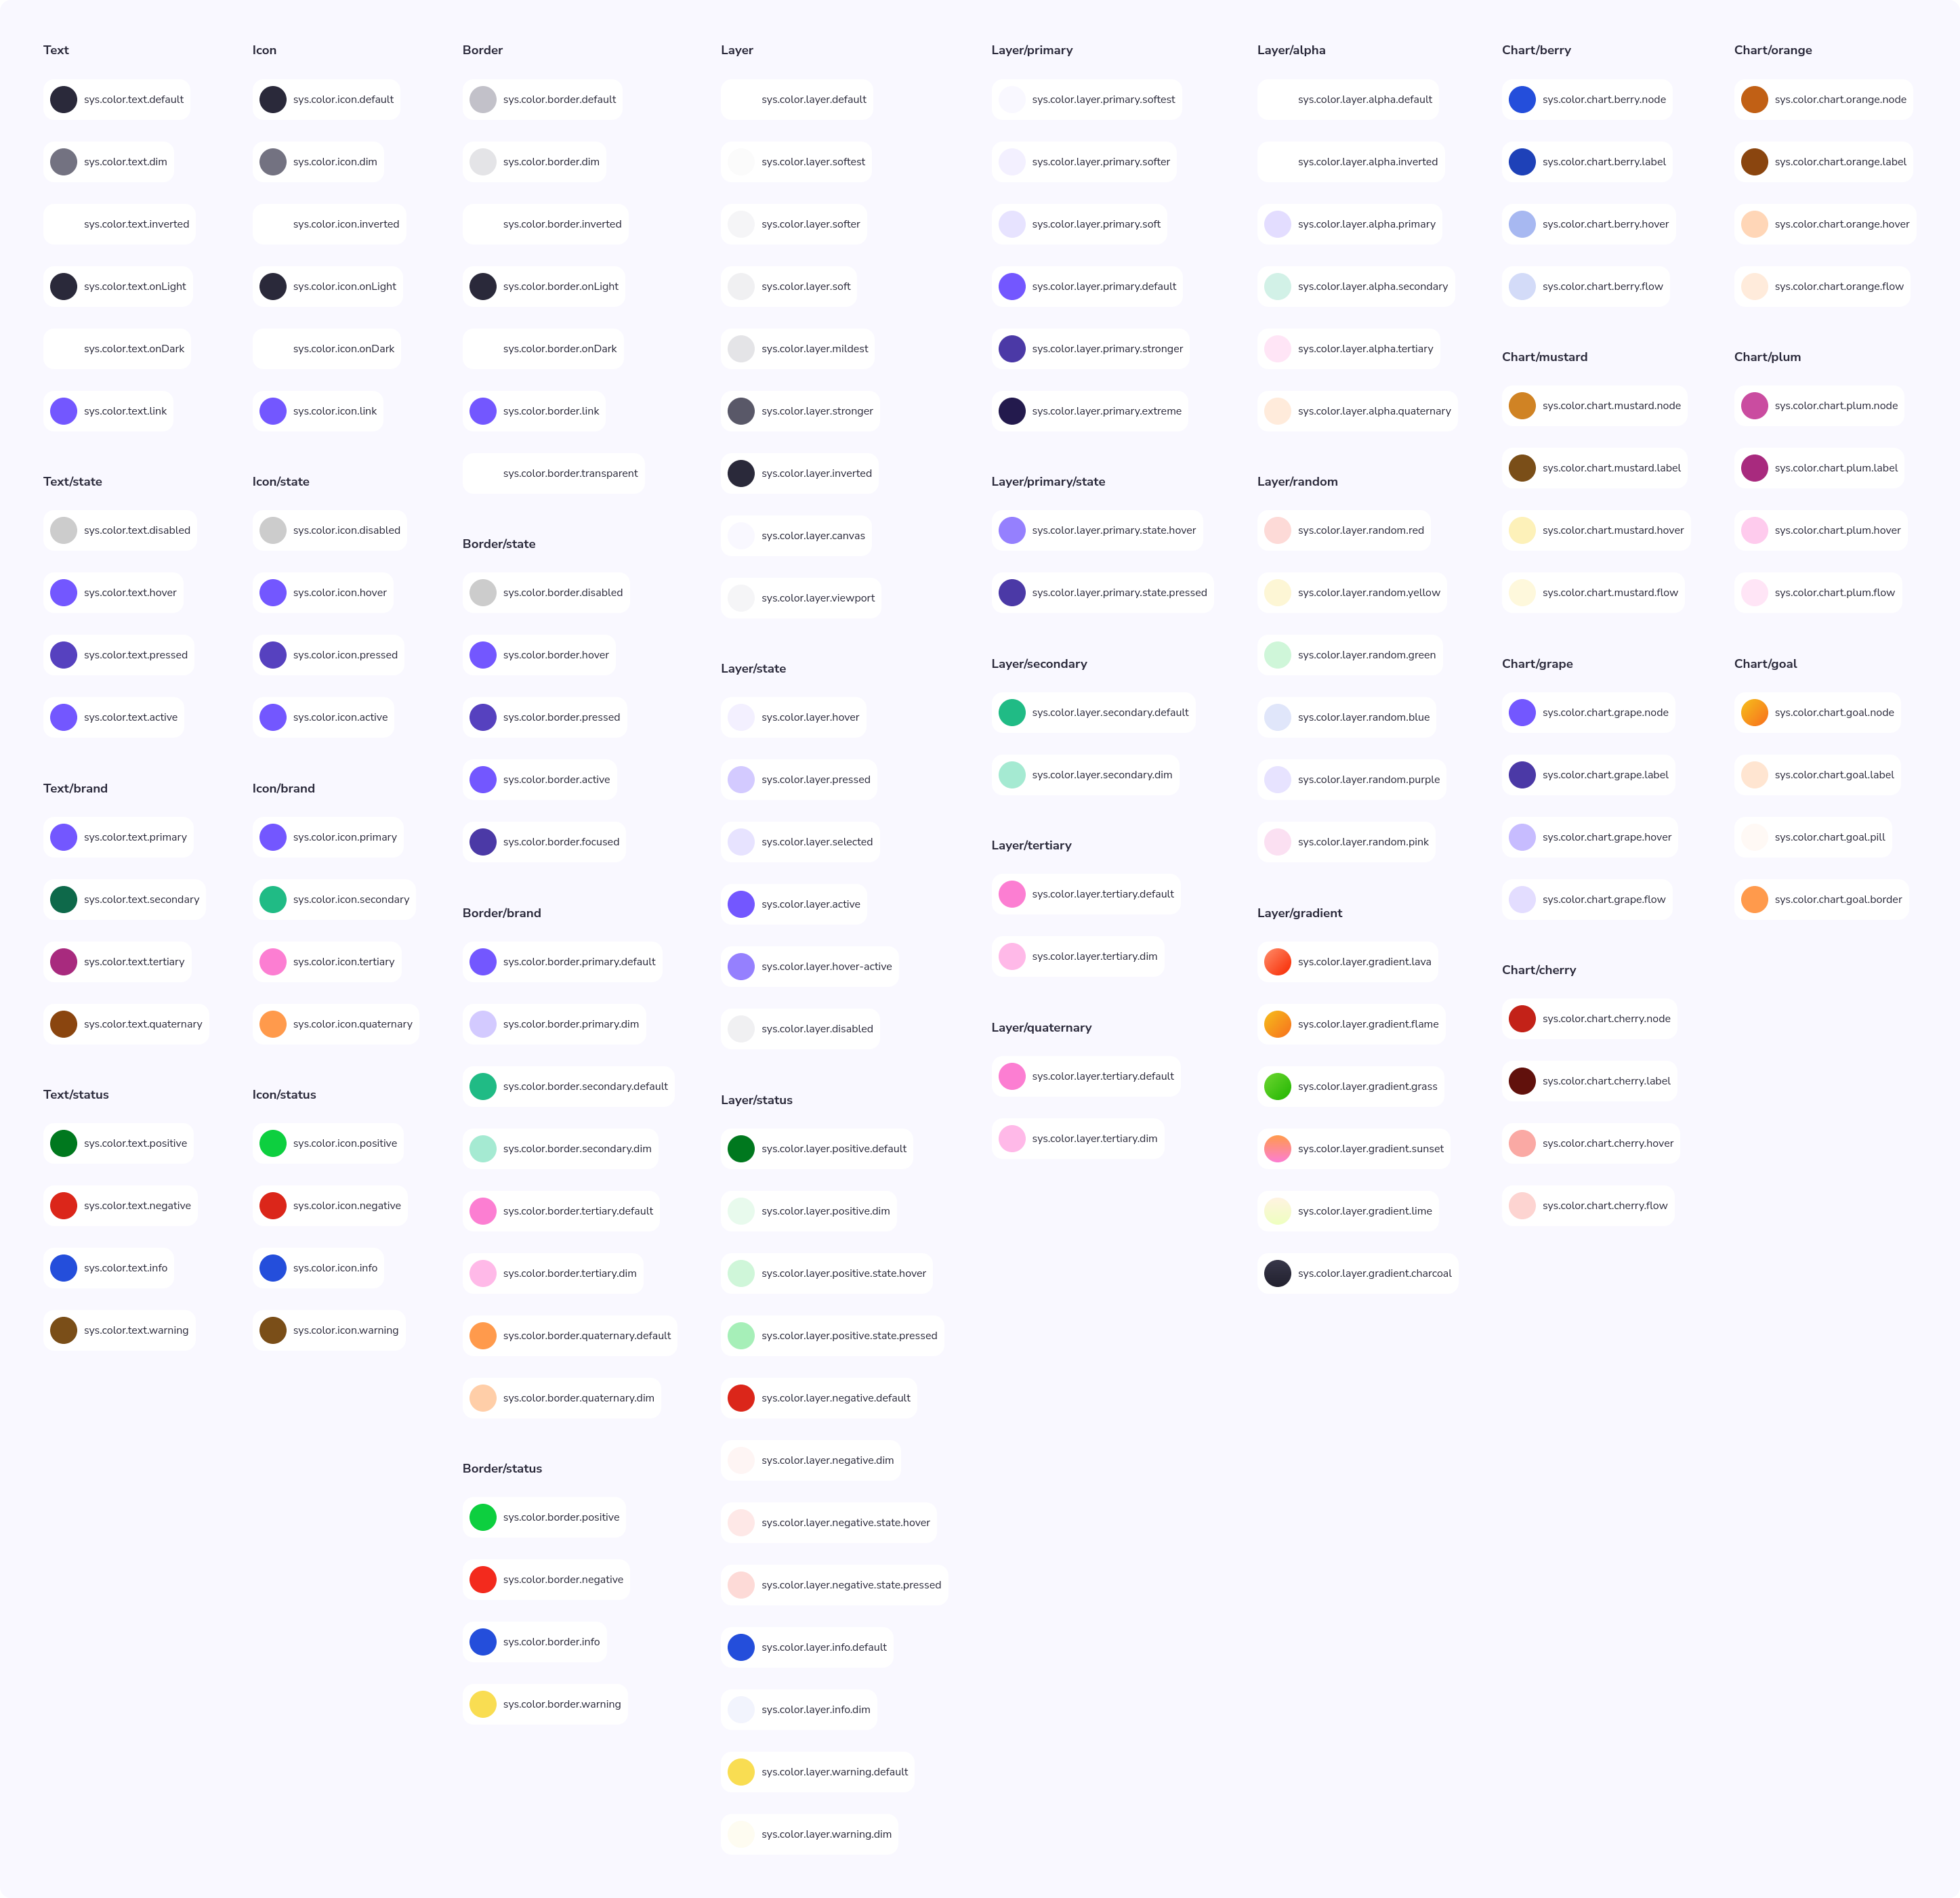 Text
sys.color.text.default
sys.color.text.dim
sys.color.text.inverted
sys.color.text.onLight
sys.color.text.onDark
sys.color.text.link
Text/state
sys.color.text.disabled
sys.color.text.hover
sys.color.text.pressed
sys.color.text.active
Text/brand
sys.color.text.primary
sys.color.text.secondary
sys.color.text.tertiary
sys.color.text.quaternary
Text/status
sys.color.text.positive
sys.color.text.negative
sys.color.text.info
sys.color.text.warning
Icon
sys.color.icon.default
sys.color.icon.dim
sys.color.icon.inverted
sys.color.icon.onLight
sys.color.icon.onDark
sys.color.icon.link
Icon/state
sys.color.icon.disabled
sys.color.icon.hover
sys.color.icon.pressed
sys.color.icon.active
Icon/brand
sys.color.icon.primary
sys.color.icon.secondary
sys.color.icon.tertiary
sys.color.icon.quaternary
Icon/status
sys.color.icon.positive
sys.color.icon.negative
sys.color.icon.info
sys.color.icon.warning
Border
sys.color.border.default
sys.color.border.dim
sys.color.border.inverted
sys.color.border.onLight
sys.color.border.onDark
sys.color.border.link
sys.color.border.transparent
Border/state
sys.color.border.disabled
sys.color.border.hover
sys.color.border.pressed
sys.color.border.active
sys.color.border.focused
Border/brand
sys.color.border.primary.default
sys.color.border.primary.dim
sys.color.border.secondary.default
sys.color.border.secondary.dim
sys.color.border.tertiary.default
sys.color.border.tertiary.dim
sys.color.border.quaternary.default
sys.color.border.quaternary.dim
Border/status
sys.color.border.positive
sys.color.border.negative
sys.color.border.info
sys.color.border.warning
Layer
sys.color.layer.default
sys.color.layer.softest
sys.color.layer.softer
sys.color.layer.soft
sys.color.layer.mildest
sys.color.layer.stronger
sys.color.layer.inverted
sys.color.layer.canvas
sys.color.layer.viewport
Layer/state
sys.color.layer.hover
sys.color.layer.pressed
sys.color.layer.selected
sys.color.layer.active
sys.color.layer.hover-active
sys.color.layer.disabled
Layer/status
sys.color.layer.positive.default
sys.color.layer.positive.dim
sys.color.layer.positive.state.hover
sys.color.layer.positive.state.pressed
sys.color.layer.negative.default
sys.color.layer.negative.dim
sys.color.layer.negative.state.hover
sys.color.layer.negative.state.pressed
sys.color.layer.info.default
sys.color.layer.info.dim
sys.color.layer.warning.default
sys.color.layer.warning.dim
Layer/primary
sys.color.layer.primary.softest
sys.color.layer.primary.softer
sys.color.layer.primary.soft
sys.color.layer.primary.default
sys.color.layer.primary.stronger
sys.color.layer.primary.extreme
Layer/primary/state
sys.color.layer.primary.state.hover
sys.color.layer.primary.state.pressed
Layer/secondary
sys.color.layer.secondary.default
sys.color.layer.secondary.dim
Layer/tertiary
sys.color.layer.tertiary.default
sys.color.layer.tertiary.dim
Layer/quaternary
sys.color.layer.tertiary.default
sys.color.layer.tertiary.dim
Layer/alpha
sys.color.layer.alpha.default
sys.color.layer.alpha.inverted
sys.color.layer.alpha.primary
sys.color.layer.alpha.secondary
sys.color.layer.alpha.tertiary
sys.color.layer.alpha.quaternary
Layer/random
sys.color.layer.random.red
sys.color.layer.random.yellow
sys.color.layer.random.green
sys.color.layer.random.blue
sys.color.layer.random.purple
sys.color.layer.random.pink
Layer/gradient
sys.color.layer.gradient.lava
sys.color.layer.gradient.flame
sys.color.layer.gradient.grass
sys.color.layer.gradient.sunset
sys.color.layer.gradient.lime
sys.color.layer.gradient.charcoal
Chart/berry
sys.color.chart.berry.node
sys.color.chart.berry.label
sys.color.chart.berry.hover
sys.color.chart.berry.flow
Chart/mustard
sys.color.chart.mustard.node
sys.color.chart.mustard.label
sys.color.chart.mustard.hover
sys.color.chart.mustard.flow
Chart/grape
sys.color.chart.grape.node
sys.color.chart.grape.label
sys.color.chart.grape.hover
sys.color.chart.grape.flow
Chart/cherry
sys.color.chart.cherry.node
sys.color.chart.cherry.label
sys.color.chart.cherry.hover
sys.color.chart.cherry.flow
Chart/orange
sys.color.chart.orange.node
sys.color.chart.orange.label
sys.color.chart.orange.hover
sys.color.chart.orange.flow
Chart/plum
sys.color.chart.plum.node
sys.color.chart.plum.label
sys.color.chart.plum.hover
sys.color.chart.plum.flow
Chart/goal
sys.color.chart.goal.node
sys.color.chart.goal.label
sys.color.chart.goal.pill
sys.color.chart.goal.border